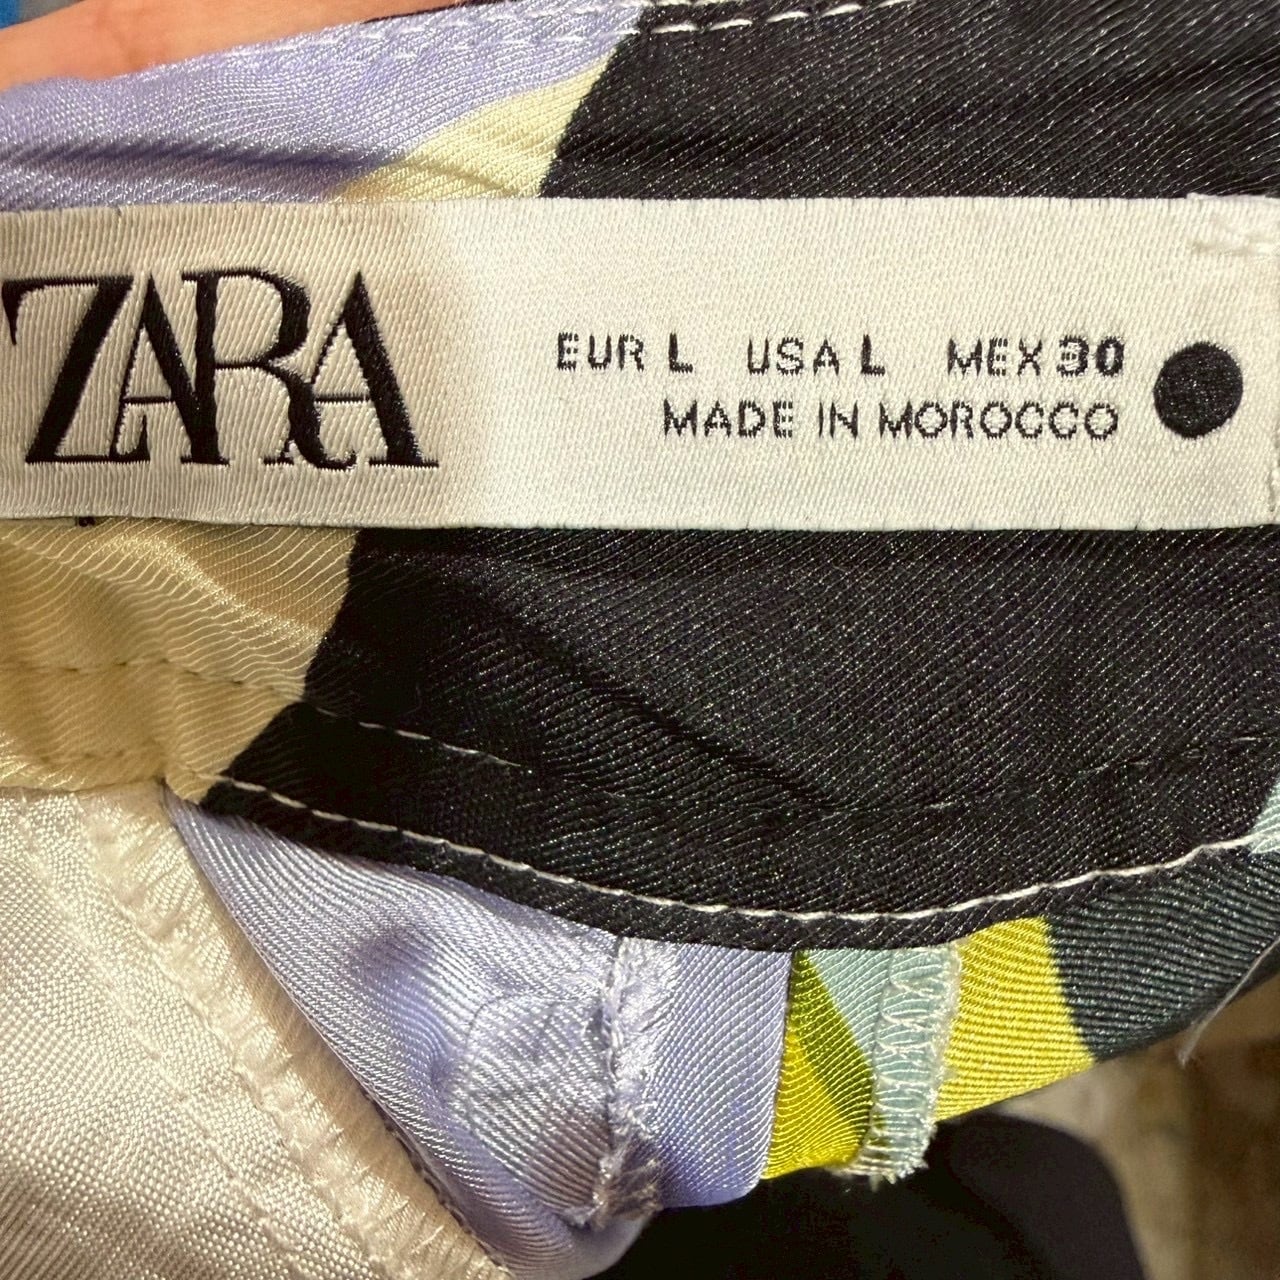 ZARA
EUR L USA L MEX 30
MADE IN MOROCCO